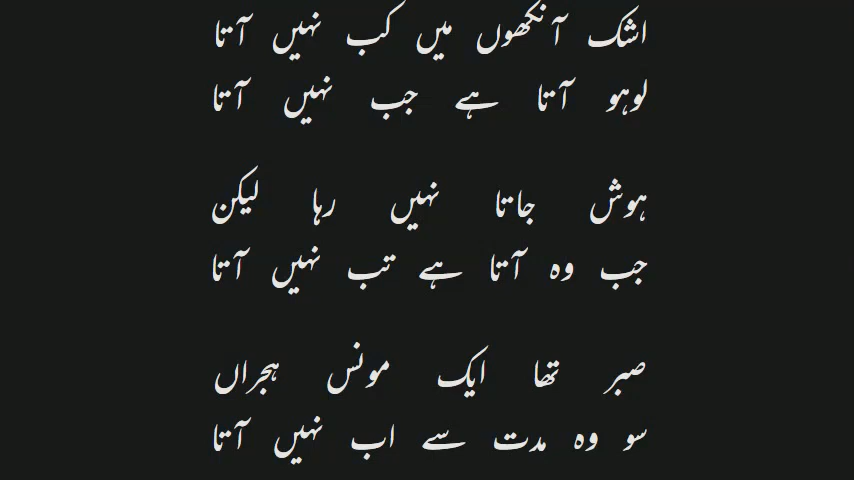 اشک آنکھوں میں کب نہیں آتا
لوہو آتا ہے جب نہیں آتا
ہوش جاتا نہیں رہا لیکن
جب وہ آتا ہے تب نہیں آتا
صبر تھا ایک مونس ہجراں
سو وہ مدت سے اب نہیں آتا